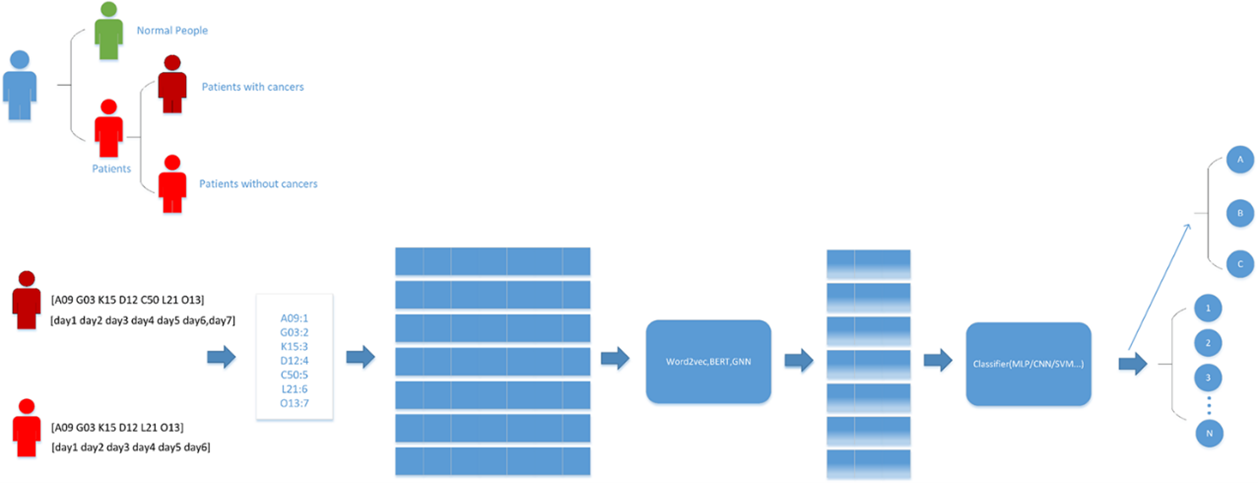 Normal People
Patients with cancers
Patients
Patients without cancers
[A09 G03 K15 D12 C50 L21 O13]
[day1 day2 day3 day4 day5 day6,day7]
[A09 G03 K15 D12 L21 O13]
[day1 day2 day3 day4 day5 day6]
A09:1
G03:2
K15:3
D12:4
C50:5
L21:6
O13:7
Word2vec,BERT,GNN
Classifier(MLP/CNN/SVM...)
A
B
C
1
2
3
N